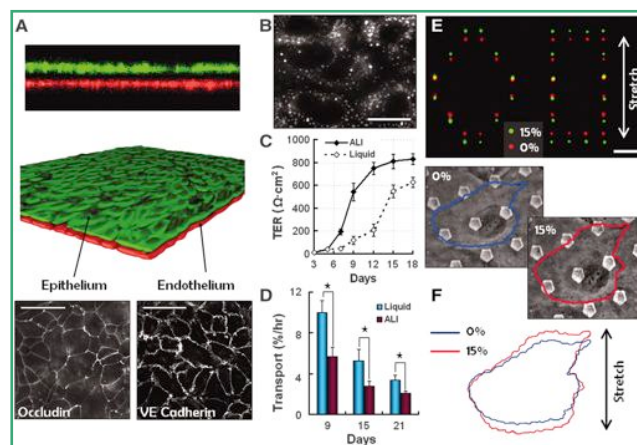 A
Epithelium Endothelium
Occludin VE Cadherin
B
C
ALI
Liquid
TER (Ω·cm²)
1000
800
600
400
200
0
3 6 9 12 15 18
Days
D
Liquid
ALI
Transport (%/hr)
12
8
4
0
* * *
9 15 21
Days
E
15%
0%
Stretch
0%
15%
F
0%
15%
Stretch